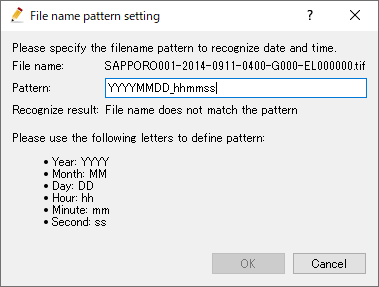 File name pattern setting
Please specify the filename pattern to recognize date and time.
File name: SAPPORO001-2014-0911-0400-G000-EL000000.tif
Pattern: YYYYMMDD_hhmmss
Recognize result: File name does not match the pattern
Please use the following letters to define pattern:
• Year: YYYY
• Month: MM
• Day: DD
• Hour: hh
• Minute: mm
• Second: ss
OK Cancel